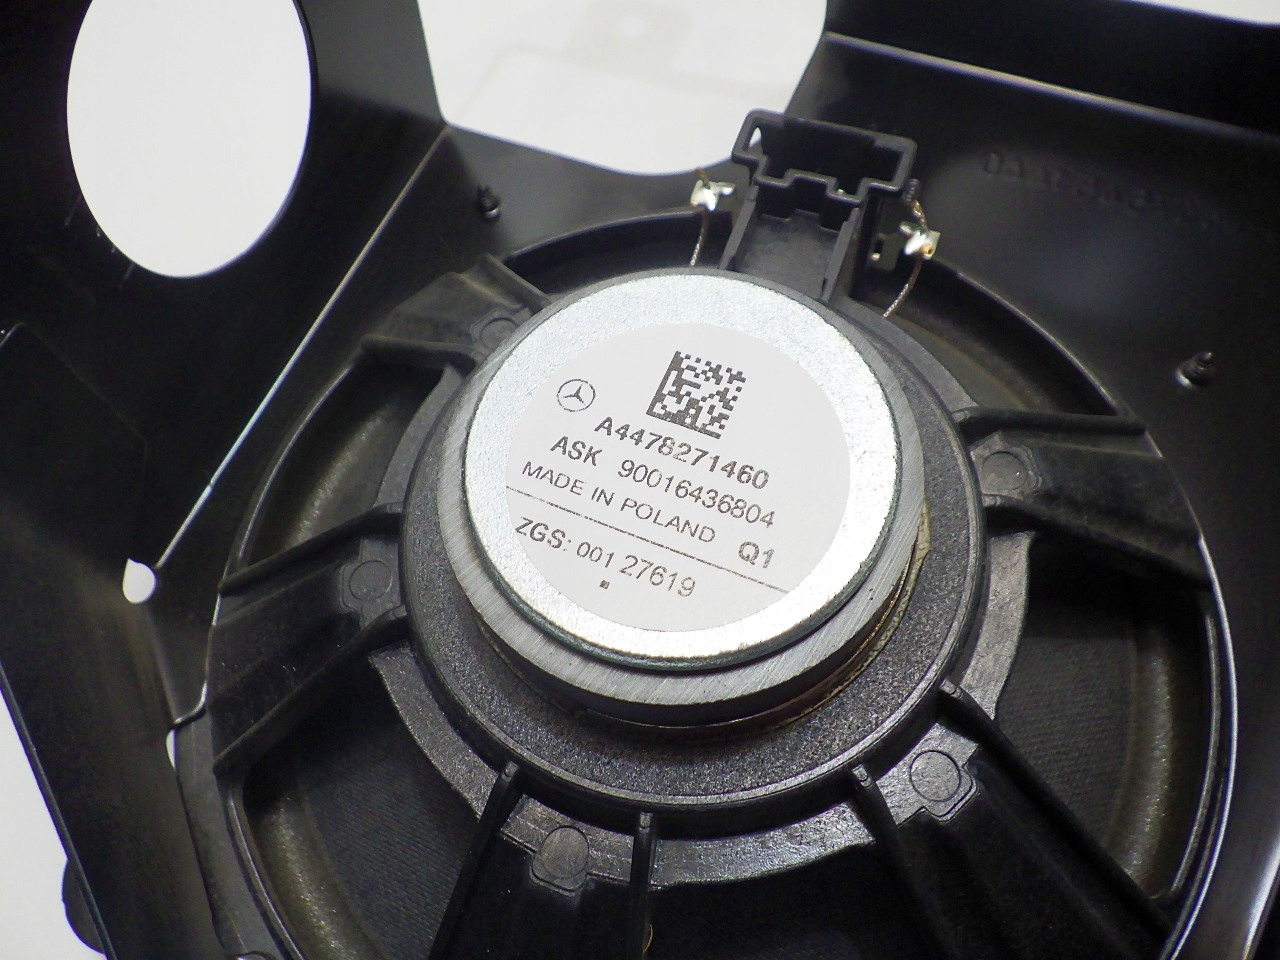 A4478271460
ASK 90016436804
MADE IN POLAND Q1
ZGS: 001 27619